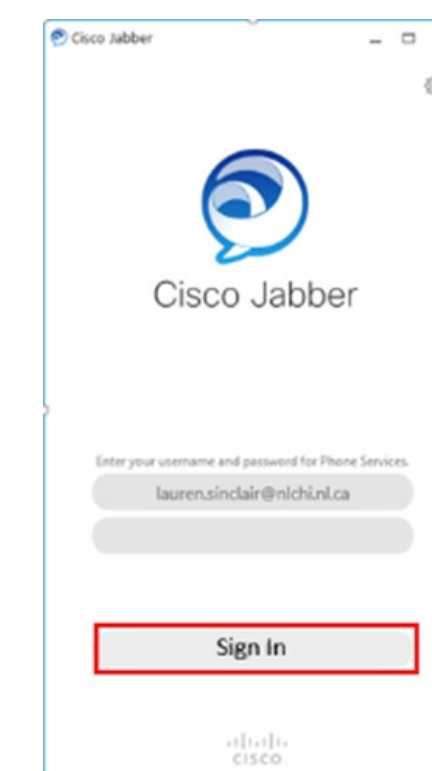 Cisco Jabber
Cisco Jabber
Enter your username and password for Phone Services.
lauren.sinclair@nlchi.nl.ca
Sign In
CISCO